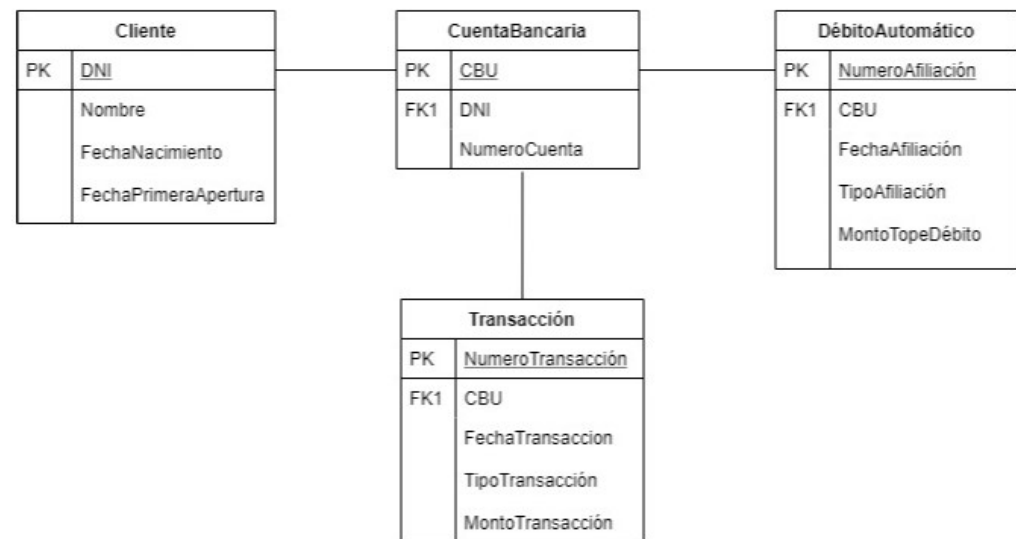 Cliente
PK DNI
Nombre
FechaNacimiento
FechaPrimeraApertura
CuentaBancaria
PK CBU
FK1 DNI
NumeroCuenta
DébitoAutomático
PK NumeroAfiliación
FK1 CBU
FechaAfiliación
TipoAfiliación
MontoTopeDébito
Transacción
PK NumeroTransacción
FK1 CBU
FechaTransaccion
TipoTransacción
MontoTransacción